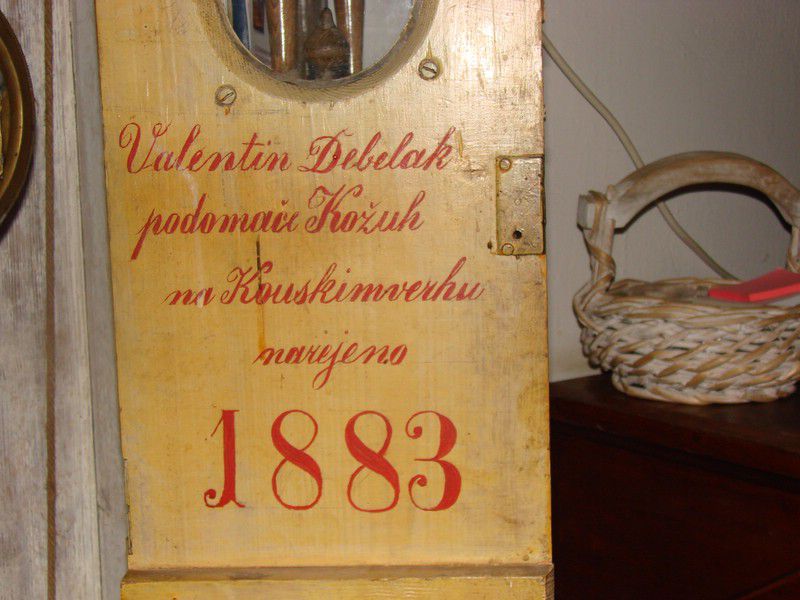 Valentin Debelak
podomače Kožuh
na Kouskimverhu
narejeno
1883